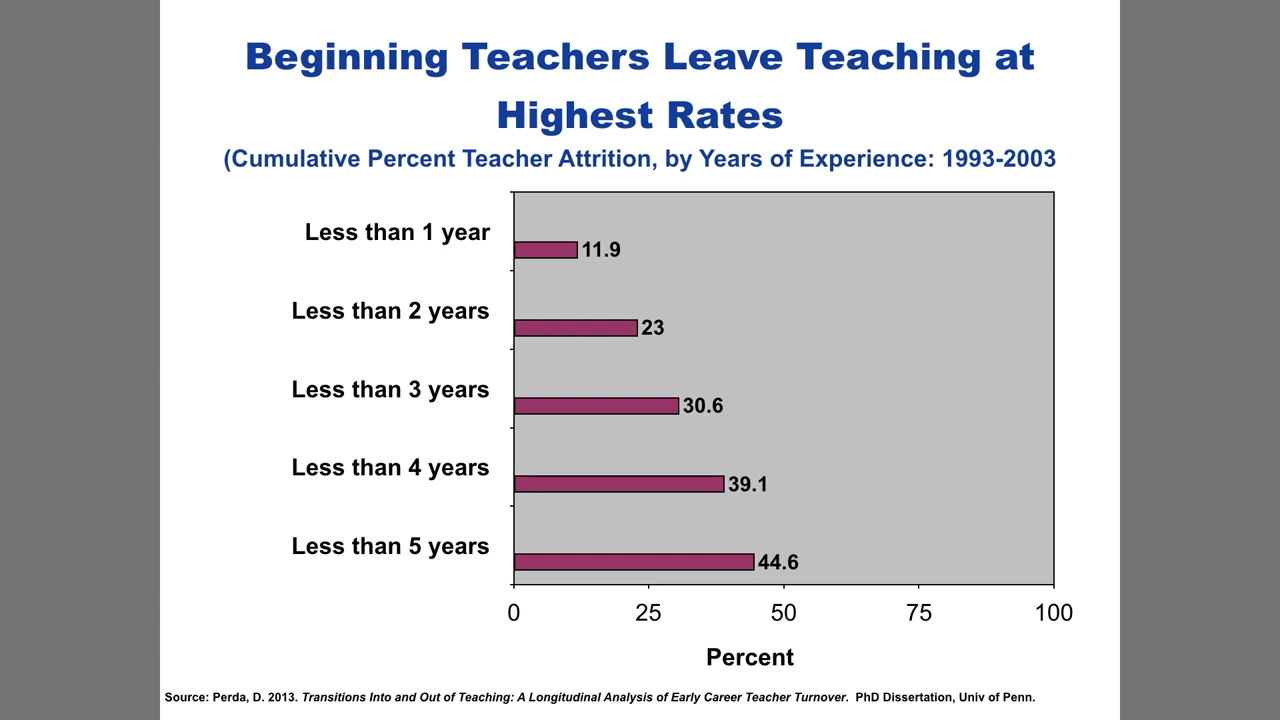 Beginning Teachers Leave Teaching at
Highest Rates
(Cumulative Percent Teacher Attrition, by Years of Experience: 1993-2003
Less than 1 year
11.9
Less than 2 years
23
Less than 3 years
30.6
Less than 4 years
39.1
Less than 5 years
44.6
0 25 50 75 100
Percent
Source: Perda, D. 2013. Transitions Into and Out of Teaching: A Longitudinal Analysis of Early Career Teacher Turnover. PhD Dissertation, Univ of Penn.